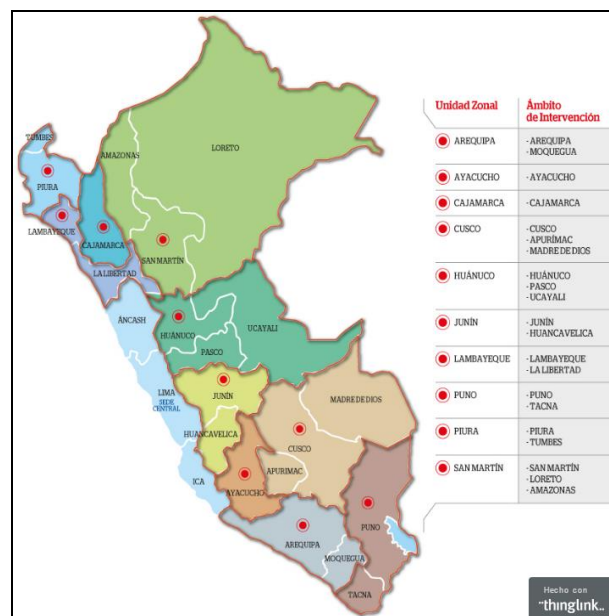 TUMBES
PIURA
LAMBAYEQUE
CAJAMARCA
LA LIBERTAD
AMAZONAS
LORETO
SAN MARTÍN
ÁNCASH
HUÁNUCO
UCAYALI
PASCO
LIMA
SEDE
CENTRAL
JUNÍN
HUANCAVELICA
ICA
AYACUCHO
APURIMAC
CUSCO
MADRE DE DIOS
AREQUIPA
PUNO
MOQUEGUA
TACNA
Unidad Zonal
Ámbito
de Intervención
AREQUIPA
· AREQUIPA
· MOQUEGUA
AYACUCHO
· AYACUCHO
CAJAMARCA
· CAJAMARCA
CUSCO
· CUSCO
· APURÍMAC
· MADRE DE DIOS
HUÁNUCO
· HUÁNUCO
· PASCO
· UCAYALI
JUNÍN
· JUNÍN
· HUANCAVELICA
LAMBAYEQUE
· LAMBAYEQUE
· LA LIBERTAD
PUNO
· PUNO
· TACNA
PIURA
· PIURA
· TUMBES
SAN MARTÍN
· SAN MARTÍN
· LORETO
· AMAZONAS
Hecho con
thinglink..